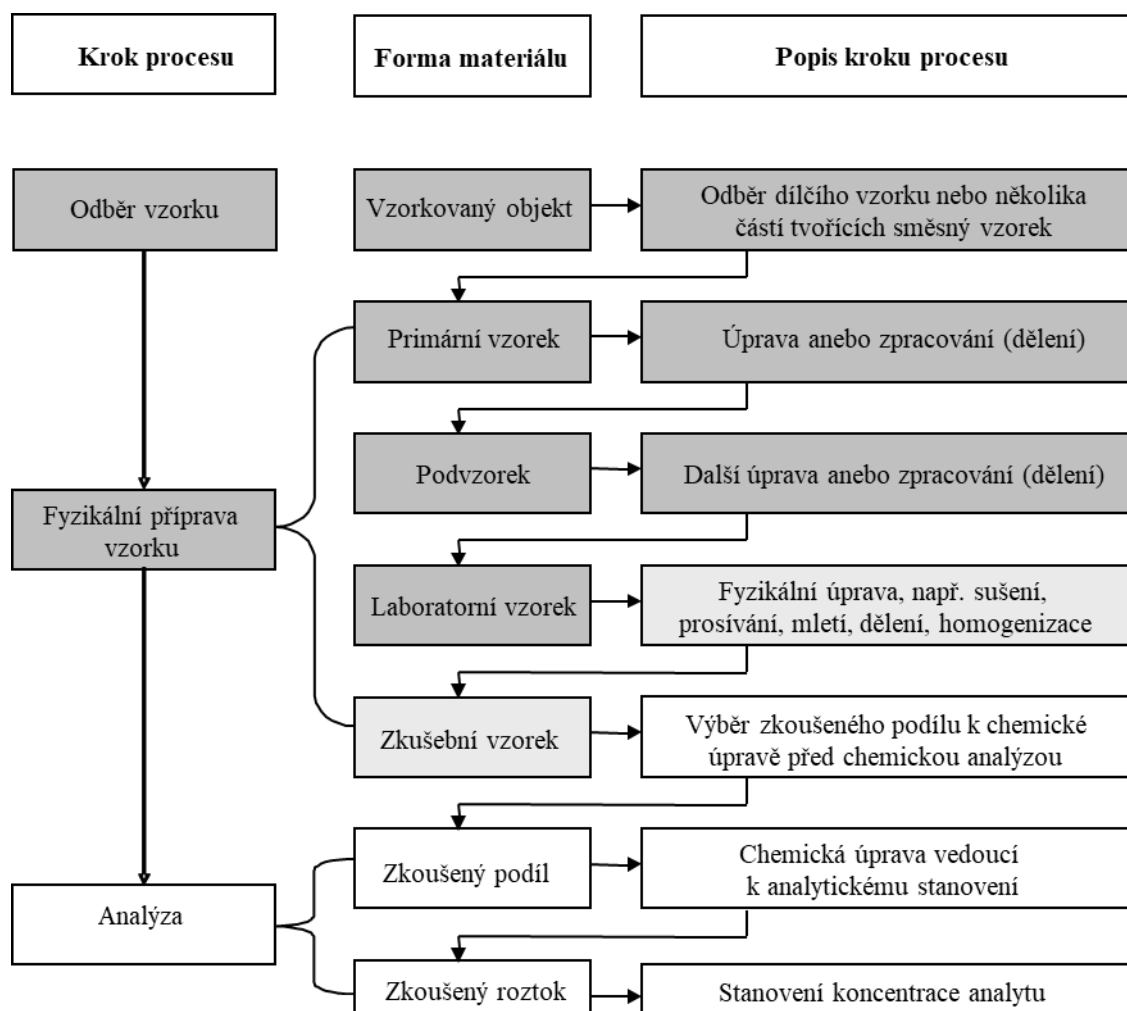 Krok procesu
Forma materiálu
Popis kroku procesu
Odběr vzorku
Vzorkovaný objekt
Odběr dílčího vzorku nebo několika
částí tvořících směsný vzorek
Primární vzorek
Úprava anebo zpracování (dělení)
Podvzorek
Další úprava anebo zpracování (dělení)
Fyzikální příprava
vzorku
Laboratorní vzorek
Fyzikální úprava, např. sušení,
prosívání, mletí, dělení, homogenizace
Zkušební vzorek
Výběr zkoušeného podílu k chemické
úpravě před chemickou analýzou
Zkoušený podíl
Chemická úprava vedoucí
k analytickému stanovení
Analýza
Zkoušený roztok
Stanovení koncentrace analytu